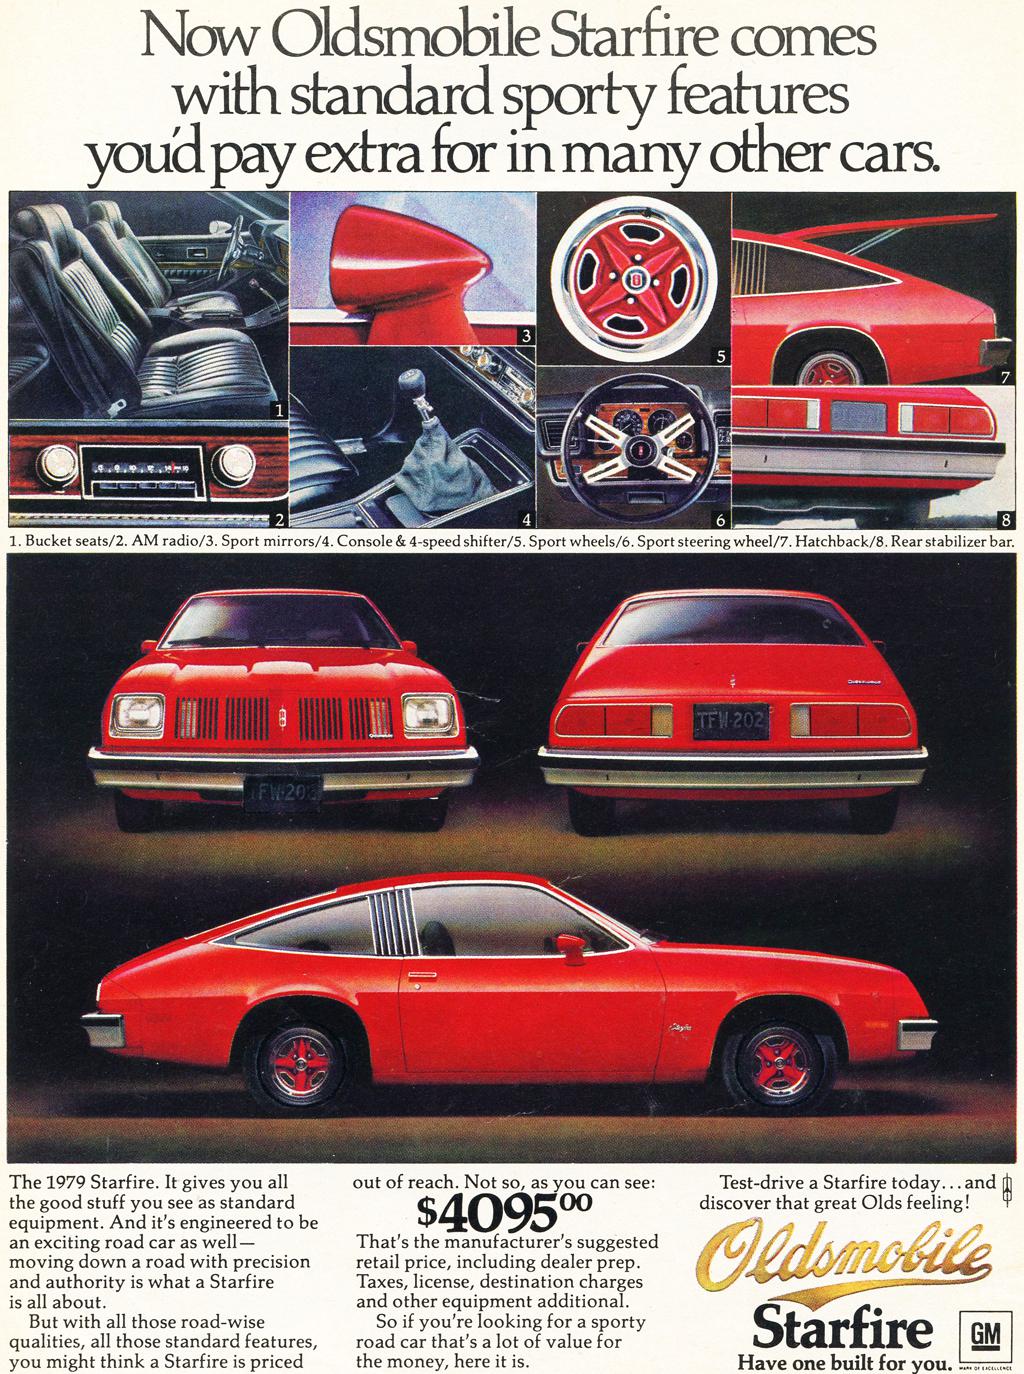 Now Oldsmobile Starfire comes
with standard sporty features
you'd pay extra for in many other cars.
1
2
3
4
5
6
7
8
1. Bucket seats/2. AM radio/3. Sport mirrors/4. Console & 4-speed shifter/5. Sport wheels/6. Sport steering wheel/7. Hatchback/8. Rear stabilizer bar.
TFW-202
Oldsmobile
TFW-202
Oldsmobile
Starfire
The 1979 Starfire. It gives you all
the good stuff you see as standard
equipment. And it's engineered to be
an exciting road car as well—
moving down a road with precision
and authority is what a Starfire
is all about.
But with all those road-wise
qualities, all those standard features,
you might think a Starfire is priced
out of reach. Not so, as you can see:
$409500
That's the manufacturer's suggested
retail price, including dealer prep.
Taxes, license, destination charges
and other equipment additional.
So if you're looking for a sporty
road car that's a lot of value for
the money, here it is.
Test-drive a Starfire today...and
discover that great Olds feeling!
Oldsmobile
Starfire
Have one built for you.
GM
MARK OF EXCELLENCE